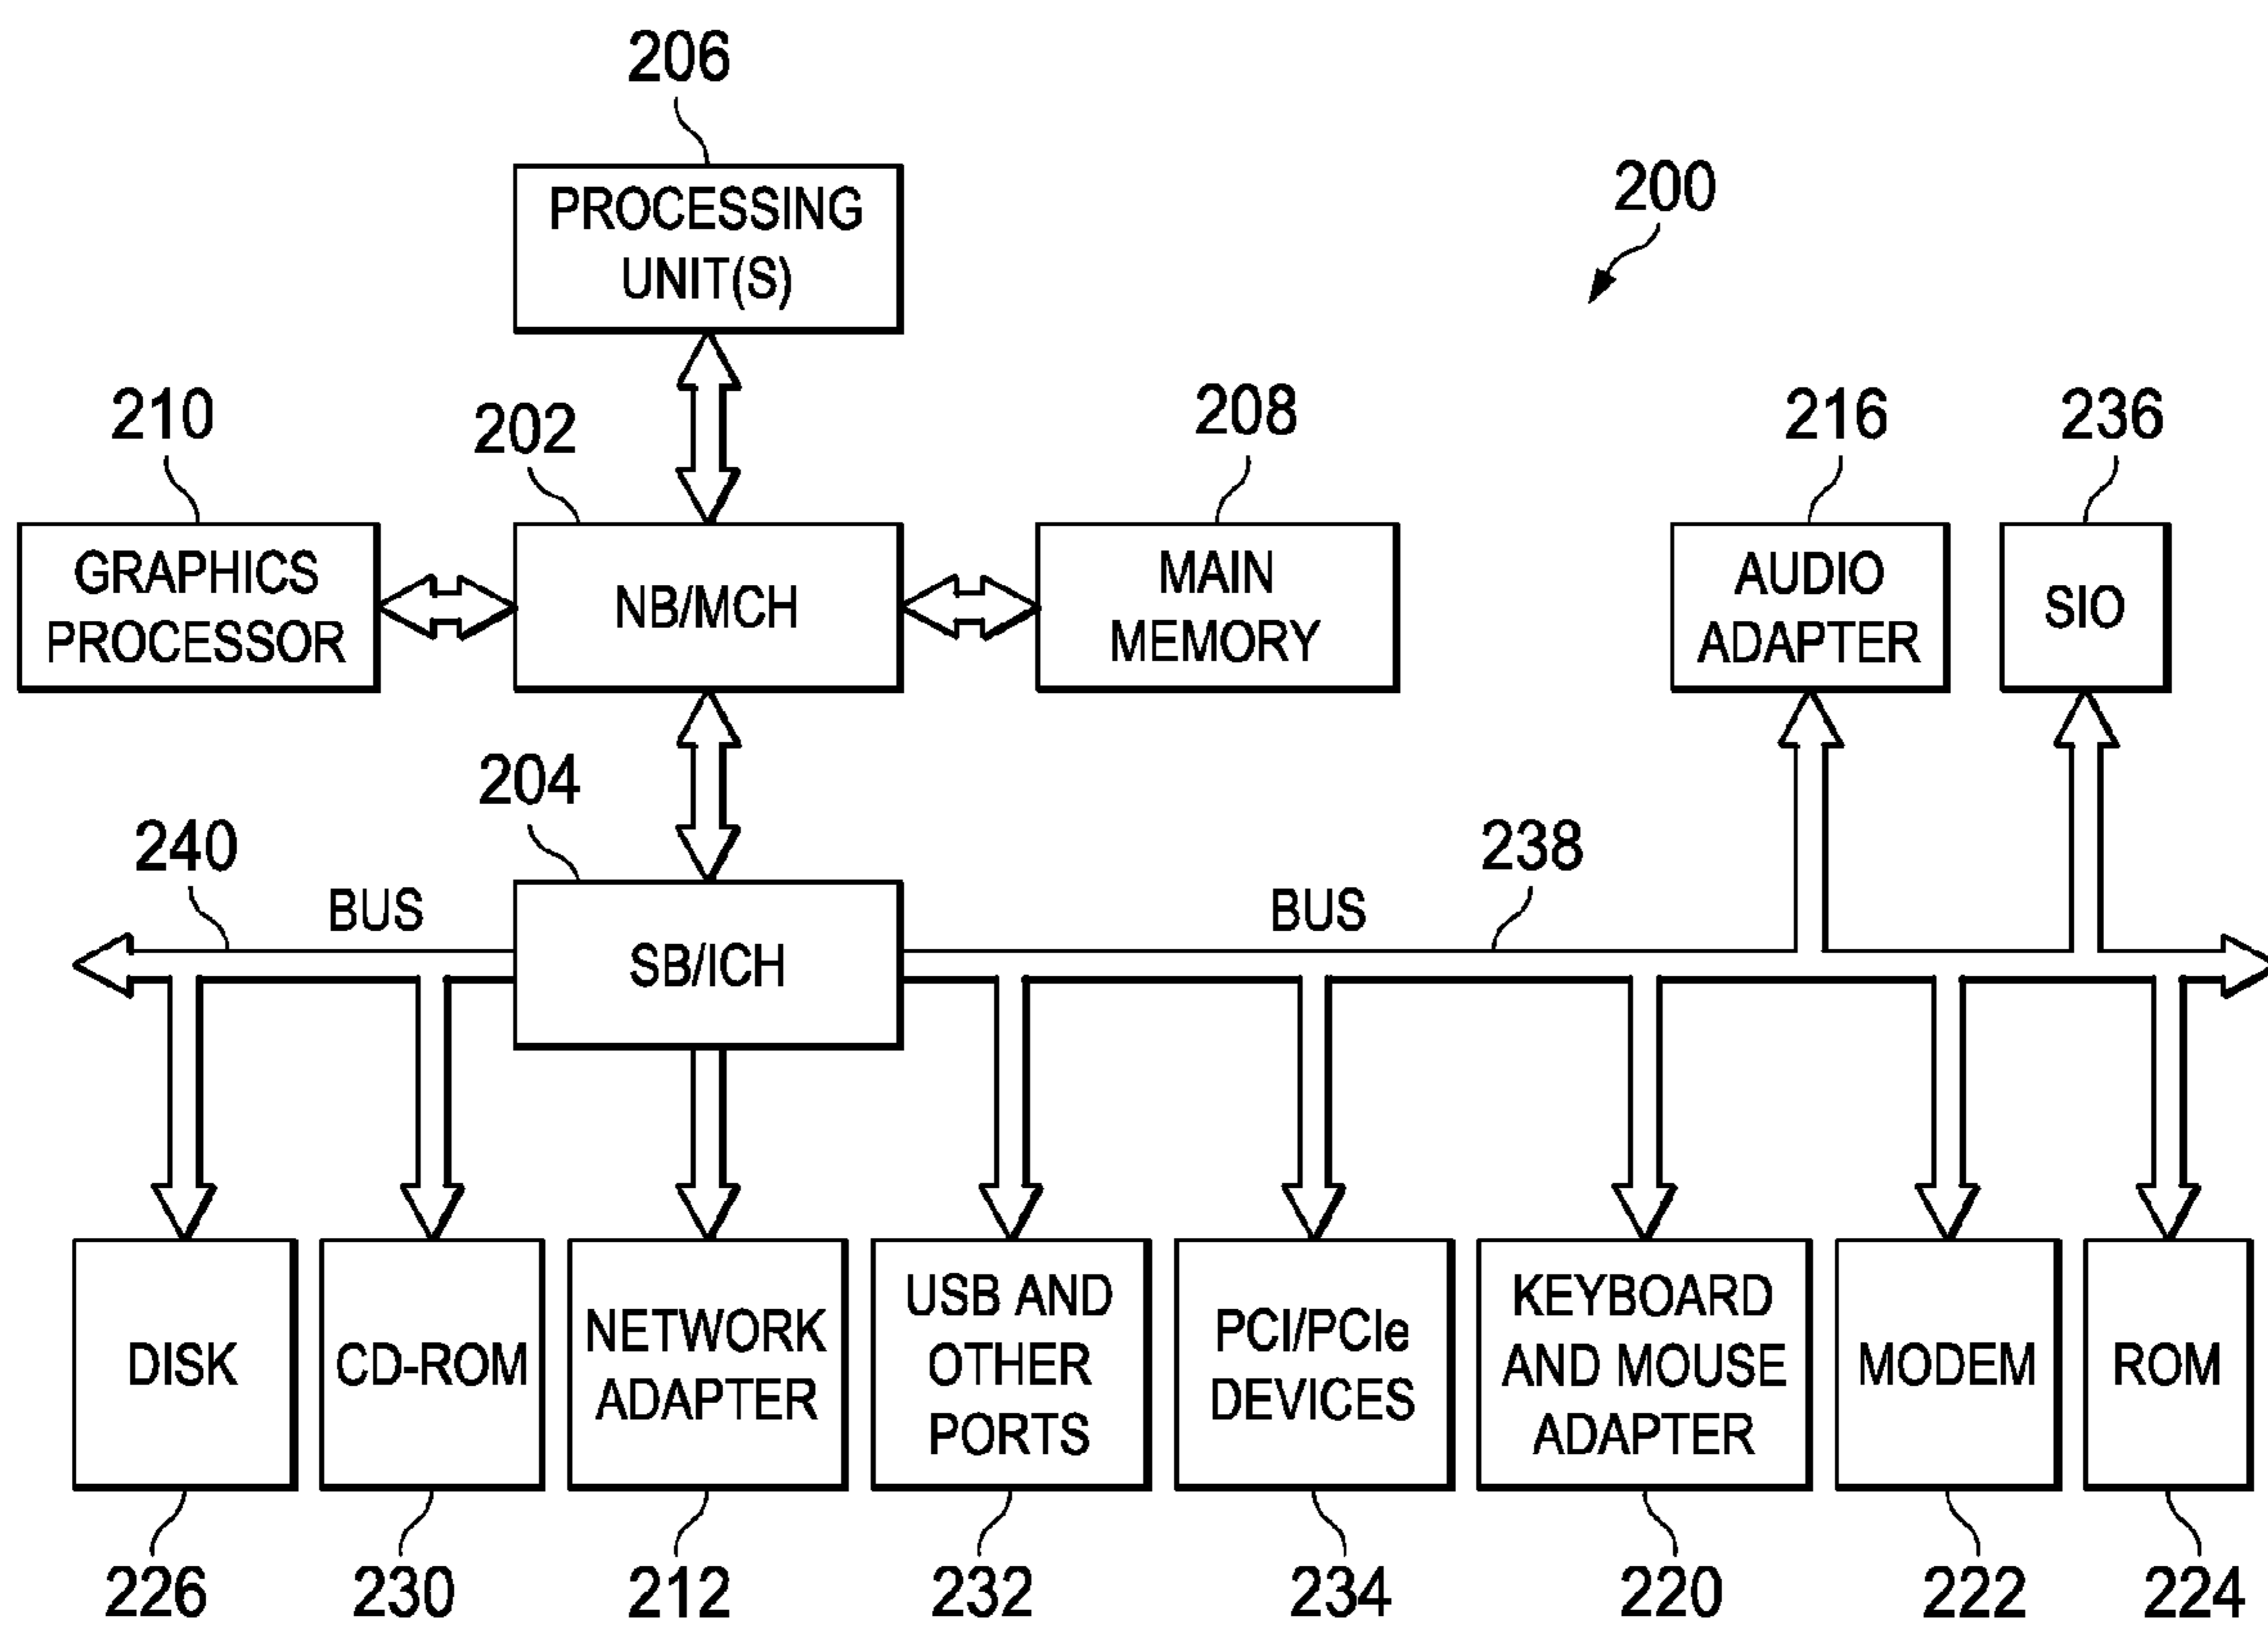 206
PROCESSING
UNIT(S)
200
210
202
208
216
236
GRAPHICS
PROCESSOR
NB/MCH
MAIN
MEMORY
AUDIO
ADAPTER
SIO
204
240
238
BUS
BUS
SB/ICH
DISK
CD-ROM
NETWORK
ADAPTER
USB AND
OTHER
PORTS
PCI/PCIe
DEVICES
KEYBOARD
AND MOUSE
ADAPTER
MODEM
ROM
226
230
212
232
234
220
222
224